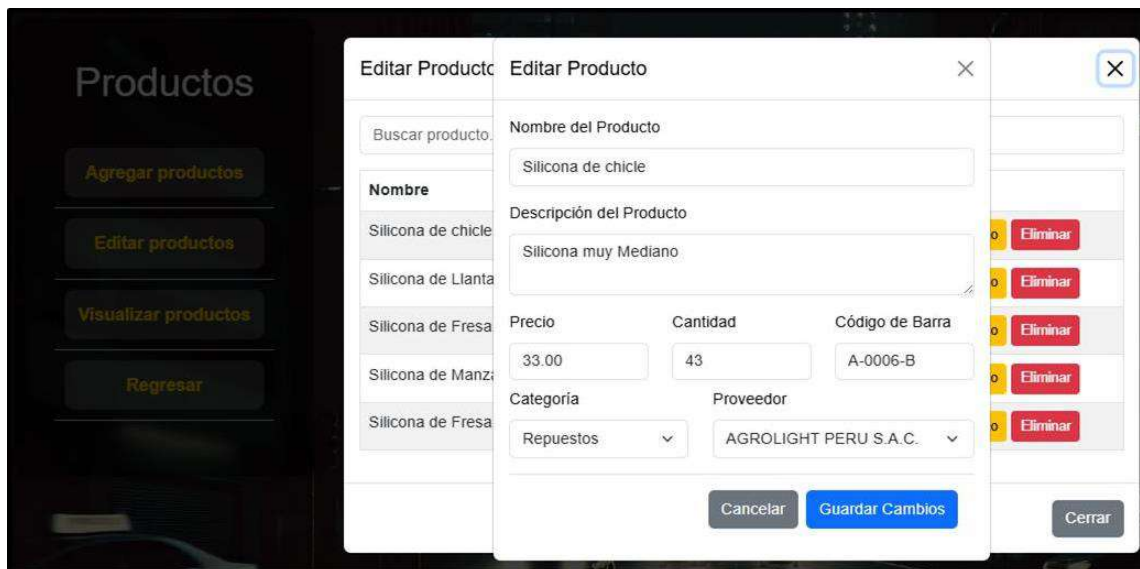 Productos
Agregar productos
Editar productos
Visualizar productos
Regresar
Editar Producto
Buscar producto.
Nombre
Silicona de chicle
Eliminar
Silicona de Llanta
Eliminar
Silicona de Fresa
Eliminar
Silicona de Manza
Eliminar
Silicona de Fresa
Eliminar
Cerrar
Editar Producto
Nombre del Producto
Silicona de chicle
Descripción del Producto
Silicona muy Mediano
Precio Cantidad Código de Barra
33.00 43 A-0006-B
Categoría Proveedor
Repuestos AGROLIGHT PERU S.A.C.
Cancelar Guardar Cambios